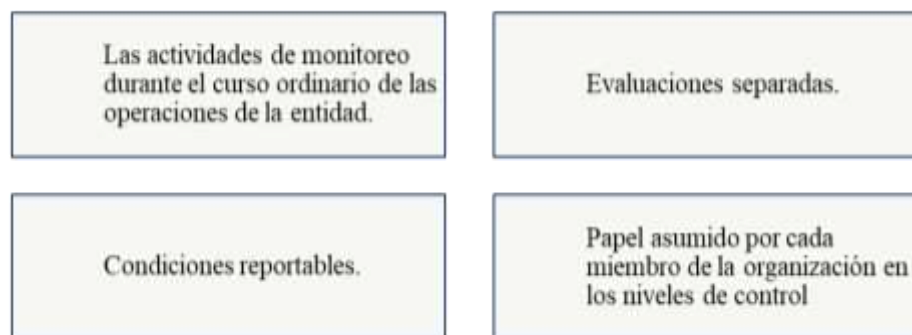 Las actividades de monitoreo
durante el curso ordinario de las
operaciones de la entidad.
Evaluaciones separadas.
Condiciones reportables.
Papel asumido por cada
miembro de la organización en
los niveles de control